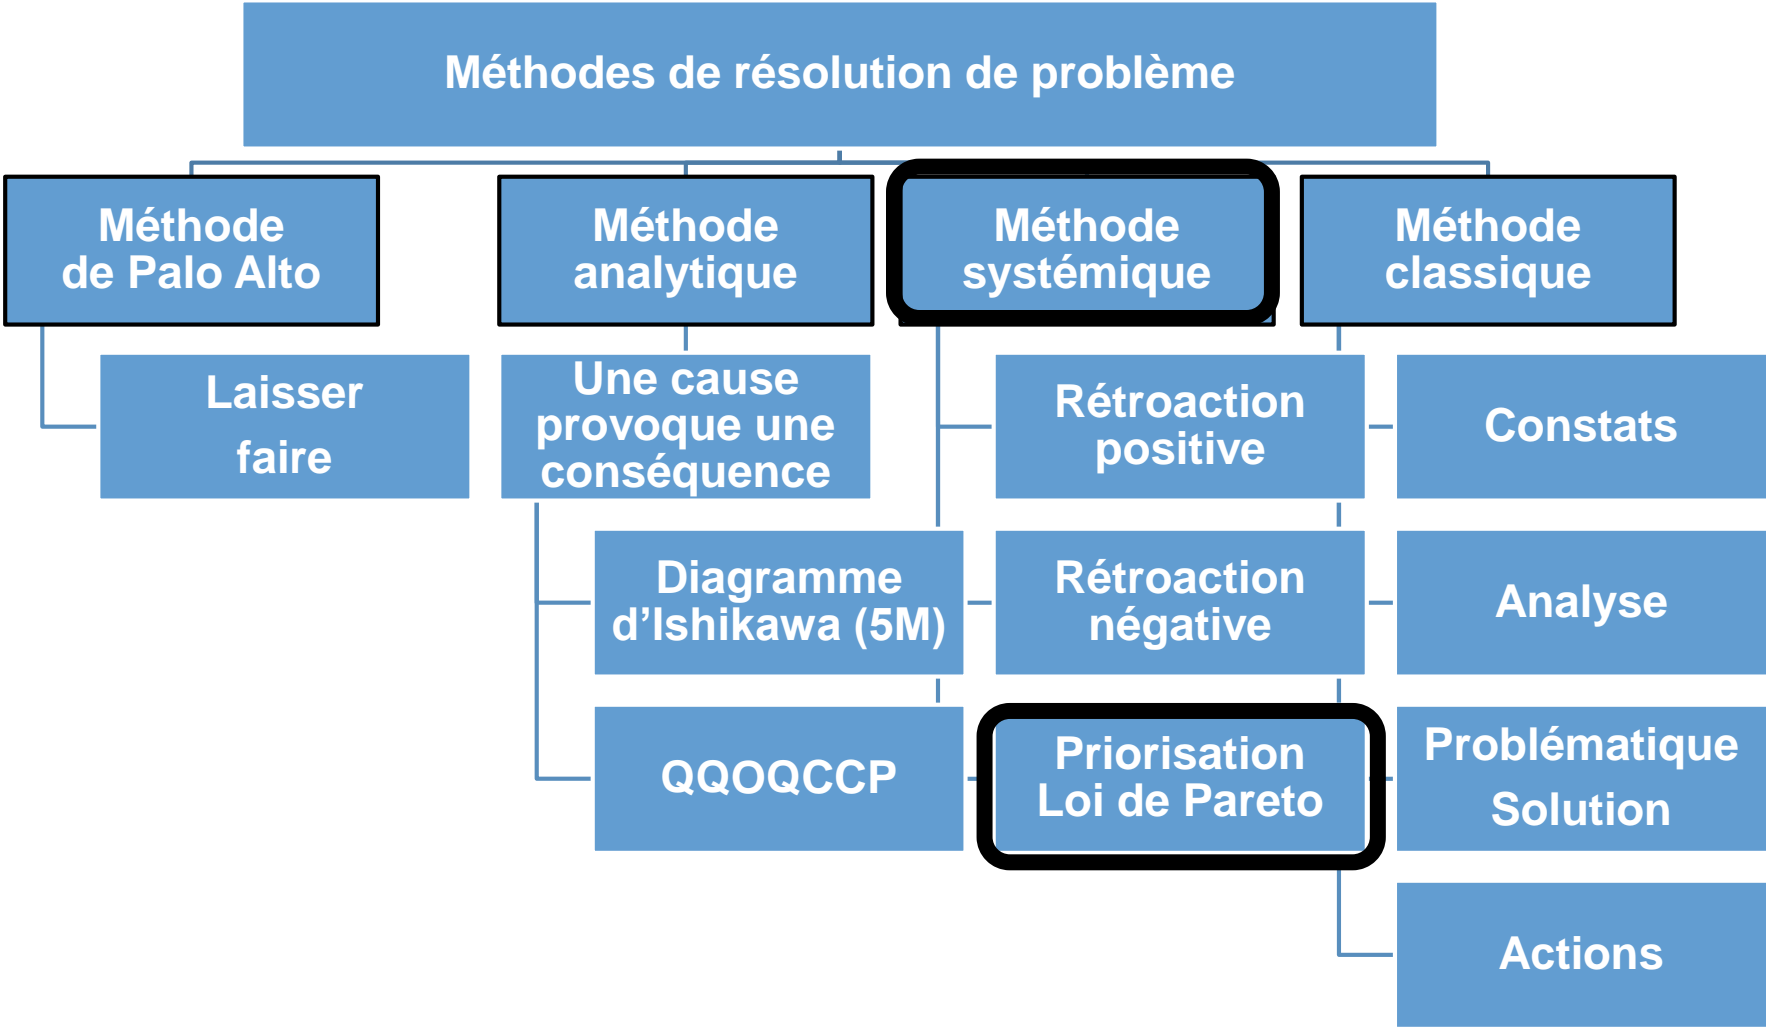 Méthodes de résolution de problème
Méthode
de Palo Alto
Laisser
faire
Méthode
analytique
Une cause
provoque une
conséquence
Diagramme
d’Ishikawa (5M)
QQOQCCP
Méthode
systémique
Rétroaction
positive
Rétroaction
négative
Priorisation
Loi de Pareto
Méthode
classique
Constats
Analyse
Problématique
Solution
Actions